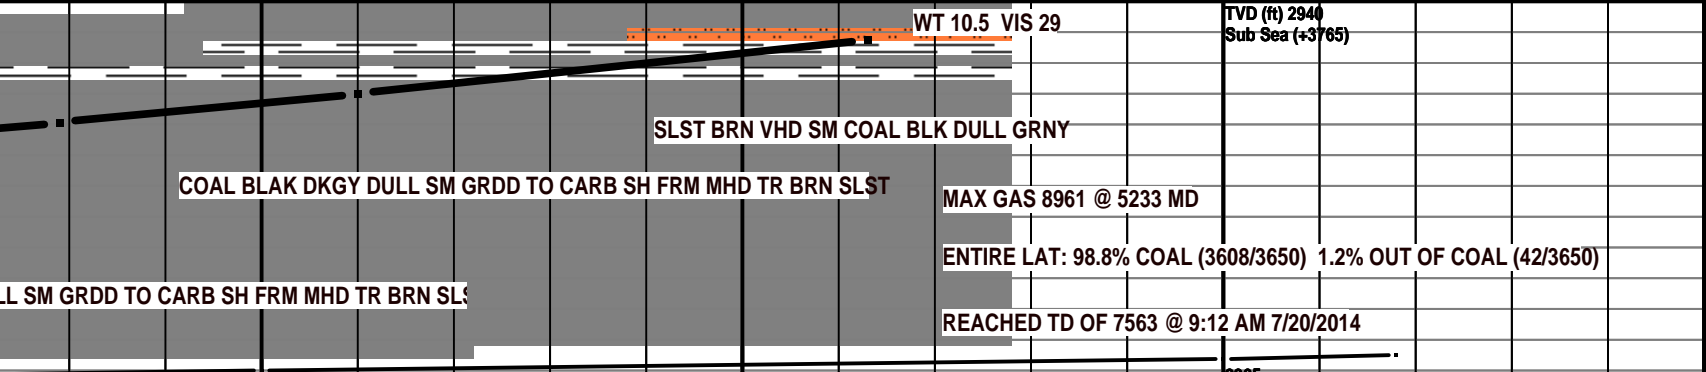 TVD (ft) 2940
WT 10.5 VIS 29
Sub Sea (+3765)
SLST BRN VHD SM COAL BLK DULL GRNY
COAL BLAK DKGY DULL SM GRDD TO CARB SH FRM MHD TR BRN SLST
MAX GAS 8961 @ 5233 MD
ENTIRE LAT: 98.8% COAL (3608/3650) 1.2% OUT OF COAL (42/3650)
LL SM GRDD TO CARB SH FRM MHD TR BRN SLS
REACHED TD OF 7563 @ 9:12 AM 7/20/2014